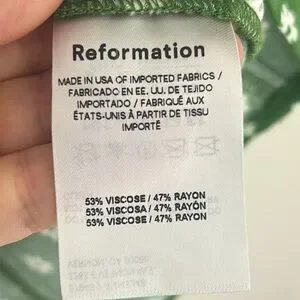 Reformation
MADE IN USA OF IMPORTED FABRICS /
FABRICADO EN EE. UU. DE TEJIDO
IMPORTADO / FABRIQUÉ AUX
ÉTATS-UNIS À PARTIR DE TISSU
IMPORTÉ
53% VISCOSE / 47% RAYON
53% VISCOSA / 47% RAYÓN
53% VISCOSE / 47% RAYON